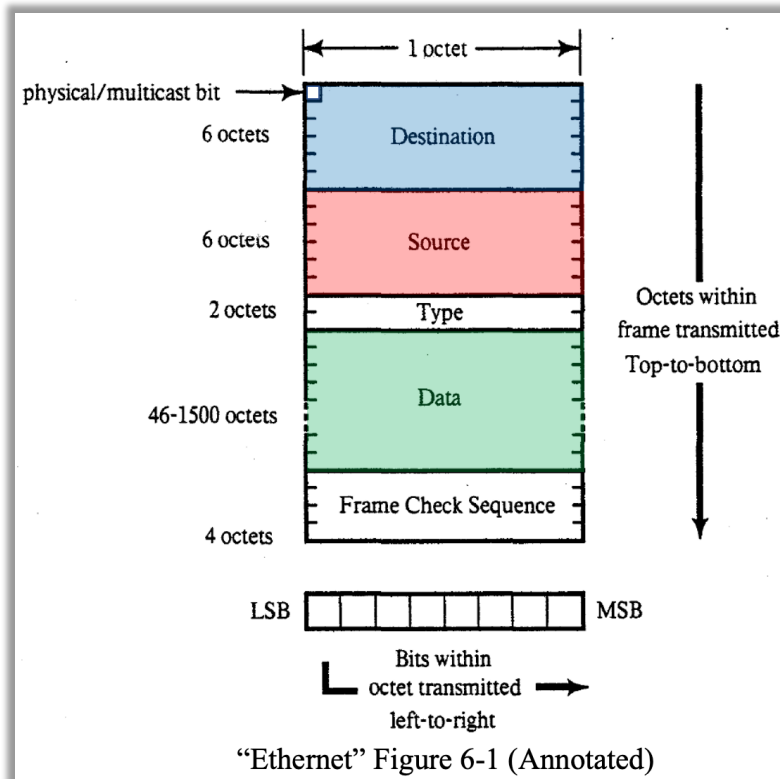 1 octet
physical/multicast bit
6 octets
Destination
6 octets
Source
2 octets
Type
Octets within
frame transmitted
Top-to-bottom
46-1500 octets
Data
Frame Check Sequence
4 octets
LSB
MSB
Bits within
octet transmitted
left-to-right
“Ethernet” Figure 6-1 (Annotated)